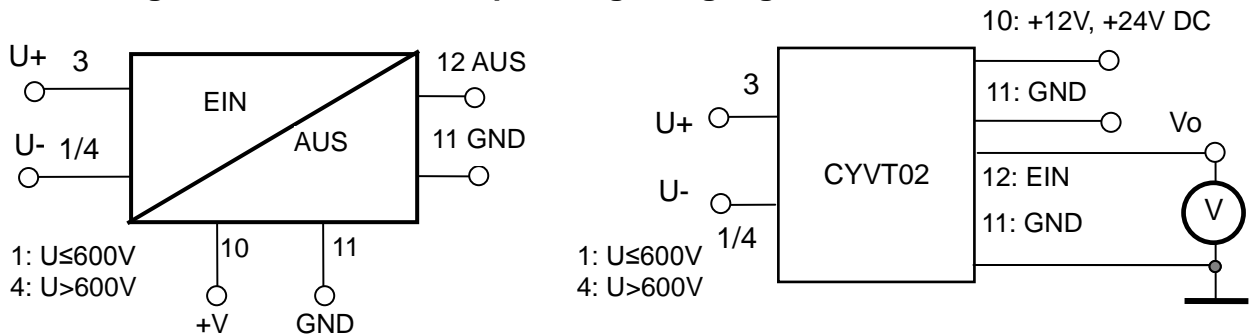 U+ 3
EIN
12 AUS
U- 1/4
AUS
11 GND
10
11
1: U≤600V
4: U>600V
+V
GND
10: +12V, +24V DC
3
11: GND
U+
Vo
CYVT02
12: EIN
U-
V
1/4
11: GND
1: U≤600V
4: U>600V